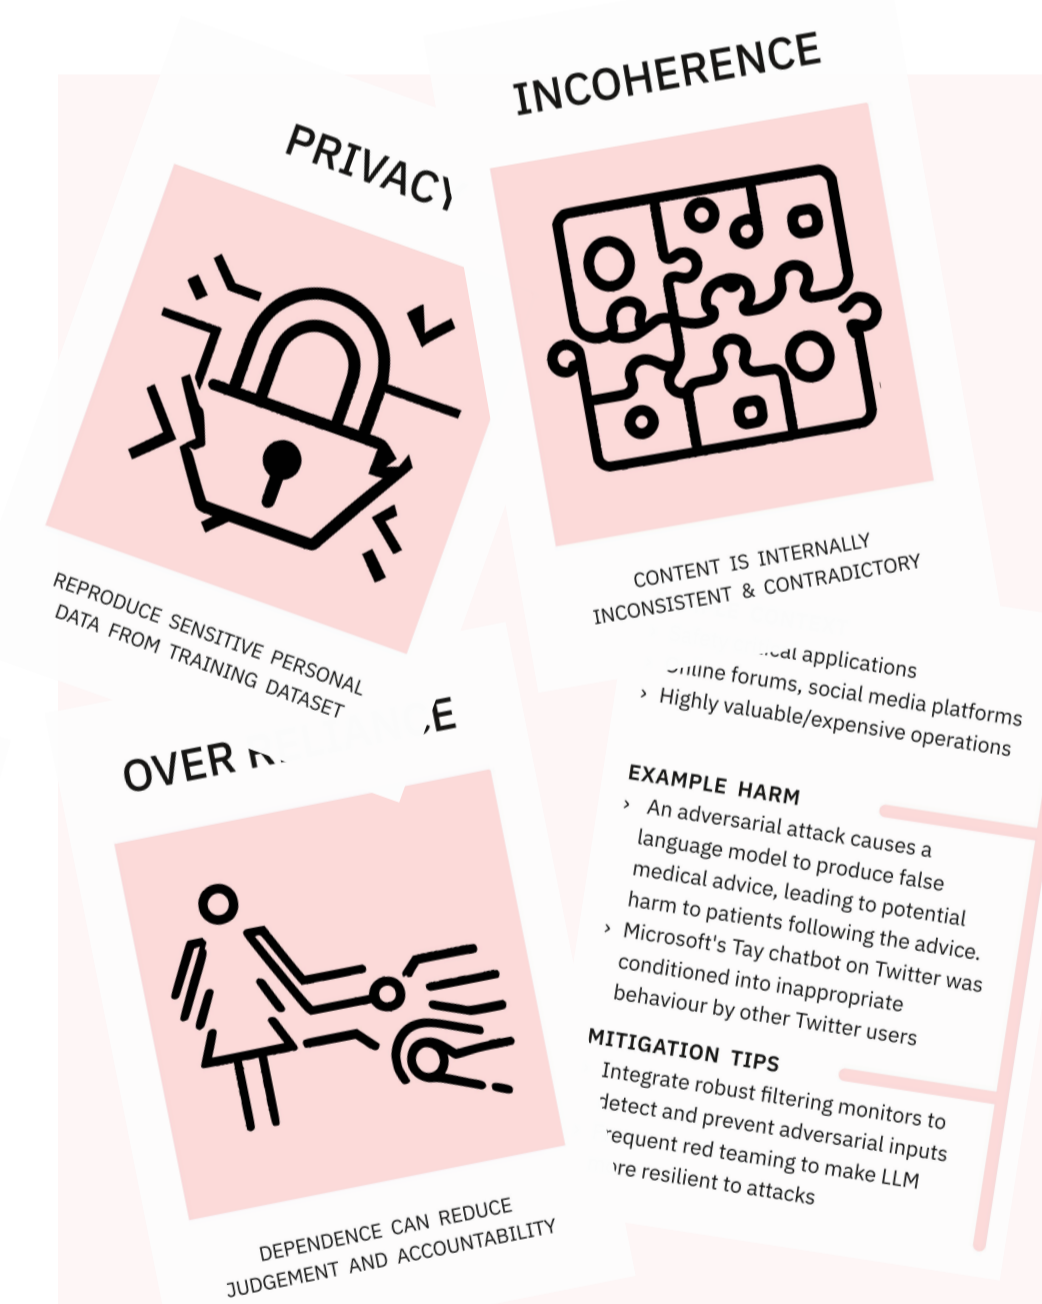 PRIVACY
REPRODUCE SENSITIVE PERSONAL
DATA FROM TRAINING DATASET
INCOHERENCE
CONTENT IS INTERNALLY
INCONSISTENT & CONTRADICTORY
OVER
DEPENDENCE CAN REDUCE
JUDGEMENT AND ACCOUNTABILITY
applications
Online forums, social media platforms
› Highly valuable/expensive operations
EXAMPLE HARM
› An adversarial attack causes a
language model to produce false
medical advice, leading to potential
harm to patients following the advice.
› Microsoft's Tay chatbot on Twitter was
conditioned into inappropriate
behaviour by other Twitter users
MITIGATION TIPS
Integrate robust filtering monitors to
detect and prevent adversarial inputs
requent red teaming to make LLM
re resilient to attacks